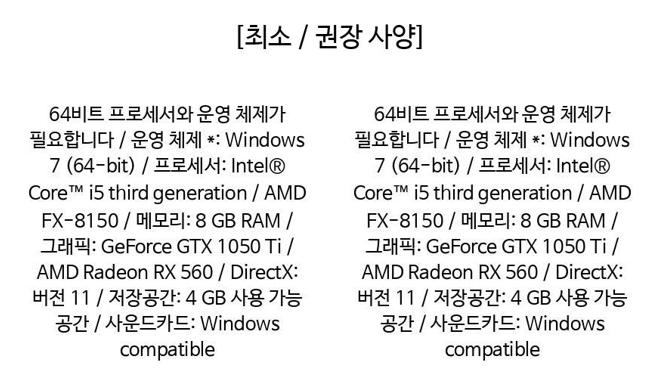 [최소 / 권장 사양]
64비트 프로세서와 운영 체제가
필요합니다 / 운영 체제 *: Windows
7 (64-bit) / 프로세서: Intel®
Core™ i5 third generation / AMD
FX-8150 / 메모리: 8 GB RAM /
그래픽: GeForce GTX 1050 Ti /
AMD Radeon RX 560 / DirectX:
버전 11 / 저장공간: 4 GB 사용 가능
공간 / 사운드카드: Windows
compatible
64비트 프로세서와 운영 체제가
필요합니다 / 운영 체제 *: Windows
7 (64-bit) / 프로세서: Intel®
Core™ i5 third generation / AMD
FX-8150 / 메모리: 8 GB RAM /
그래픽: GeForce GTX 1050 Ti /
AMD Radeon RX 560 / DirectX:
버전 11 / 저장공간: 4 GB 사용 가능
공간 / 사운드카드: Windows
compatible